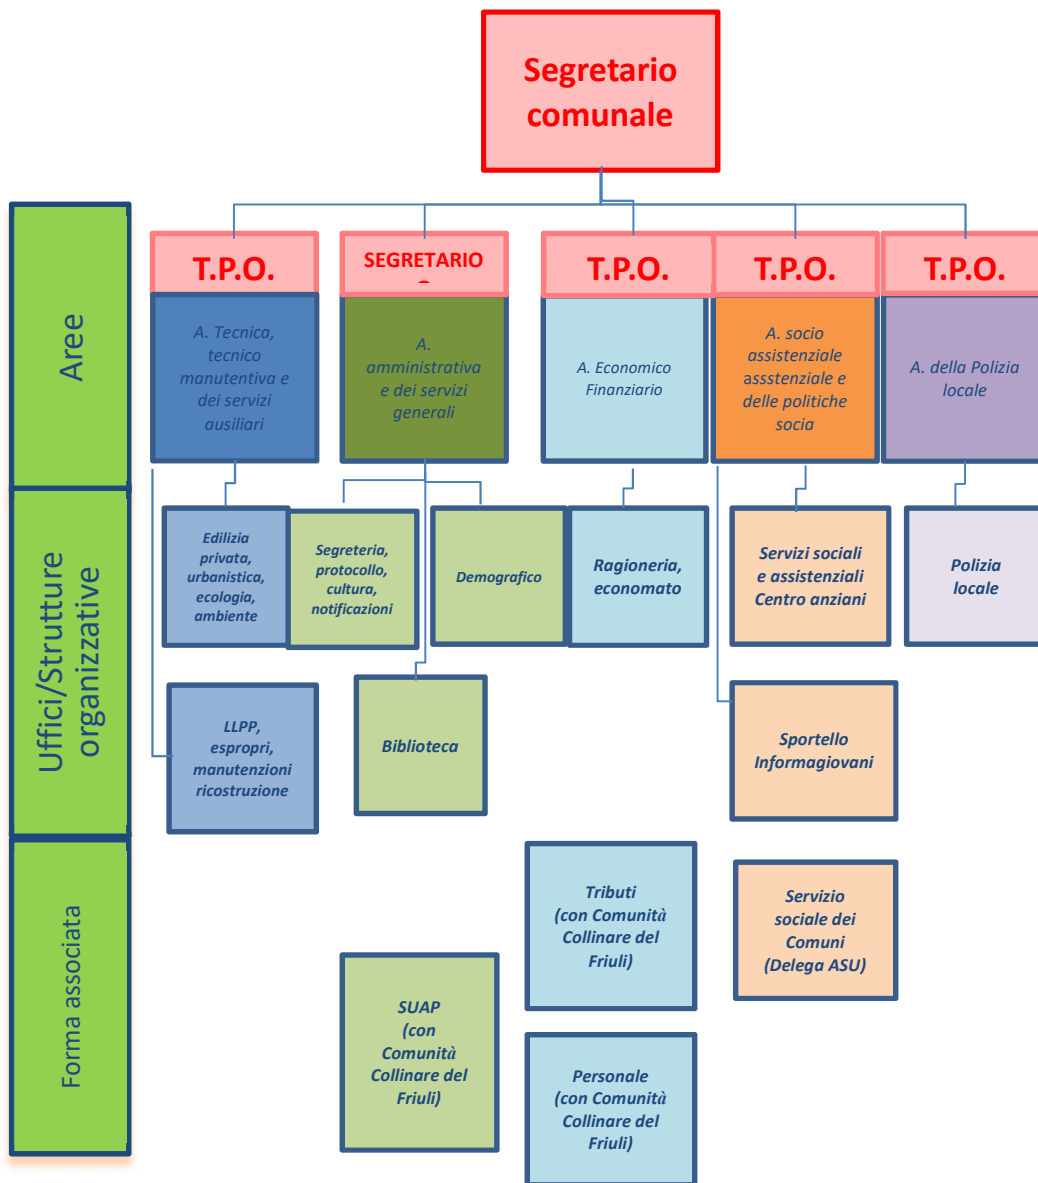 Segretario
comunale
Aree
T.P.O.
SEGRETARIO
T.P.O.
T.P.O.
T.P.O.
A. Tecnica,
tecnico
manutentiva e
dei servizi
ausiliari
A.
amministrativa
e dei servizi
generali
A. Economico
Finanziario
A. socio
assistenziale
asstenziale e
delle politiche
socia
A. della Polizia
locale
Uffici/Strutture
organizzative
Edilizia
privata,
urbanistica,
ecologia,
ambiente
Segreteria,
protocollo,
cultura,
notificazioni
Demografico
Ragioneria,
economato
Servizi sociali
e assistenziali
Centro anziani
Polizia
locale
LLPP,
espropri,
manutenzioni
ricostruzione
Biblioteca
Sportello
Informagiovani
Forma associata
SUAP
(con
Comunità
Collinare del
Friuli)
Tributi
(con Comunità
Collinare del
Friuli)
Servizio
sociale dei
Comuni
(Delega ASU)
Personale
(con Comunità
Collinare del
Friuli)